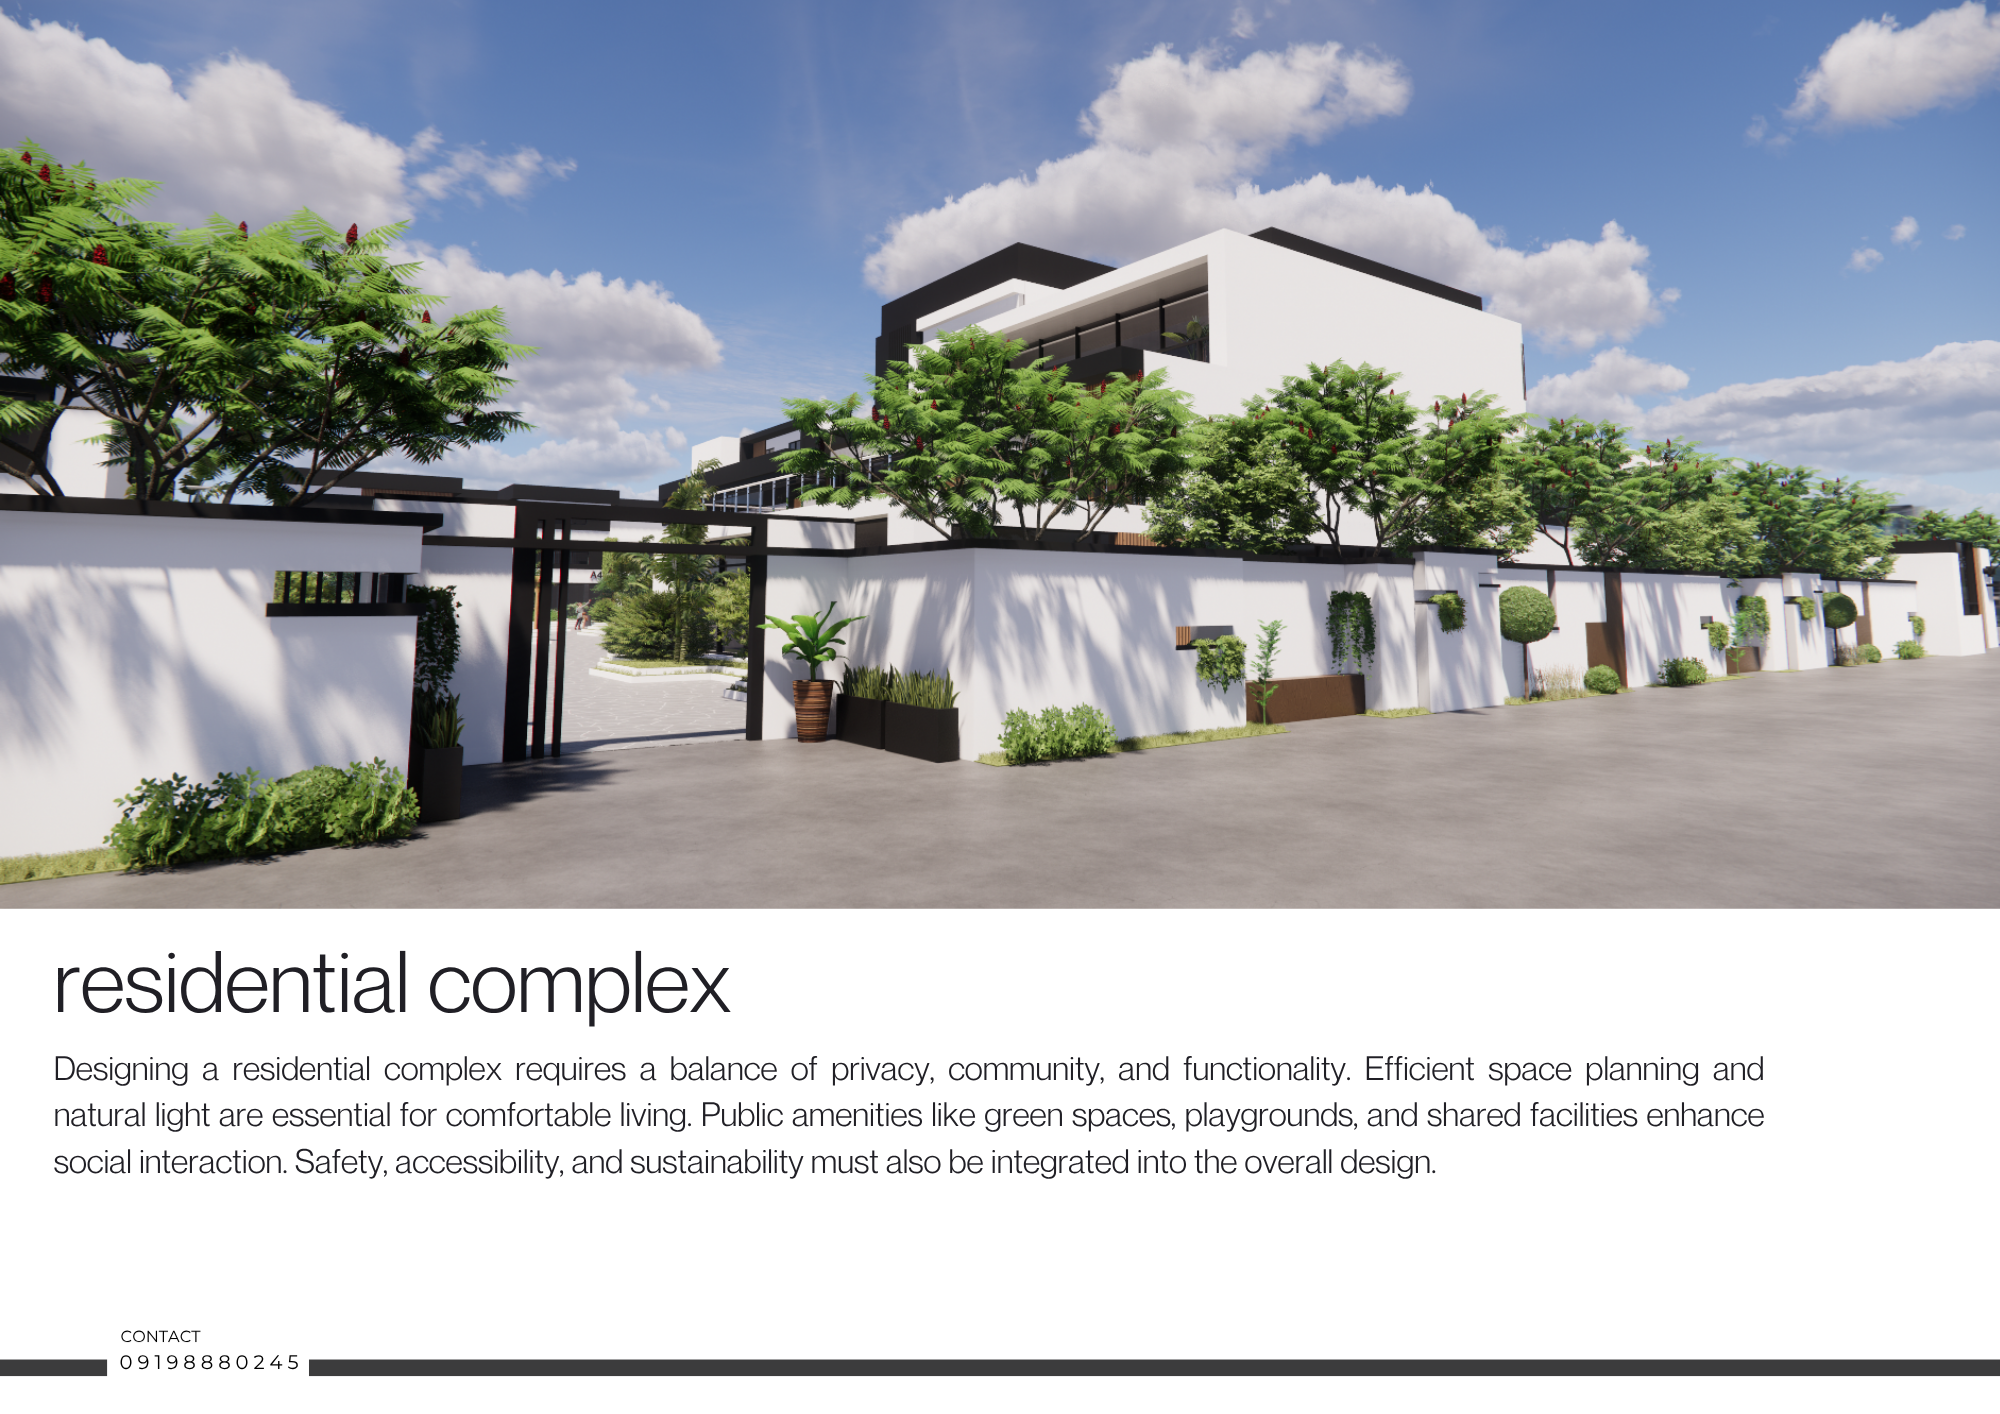 A4
residential complex
Designing a residential complex requires a balance of privacy, community, and functionality. Efficient space planning and
natural light are essential for comfortable living. Public amenities like green spaces, playgrounds, and shared facilities enhance
social interaction. Safety, accessibility, and sustainability must also be integrated into the overall design.
CONTACT
09198880245